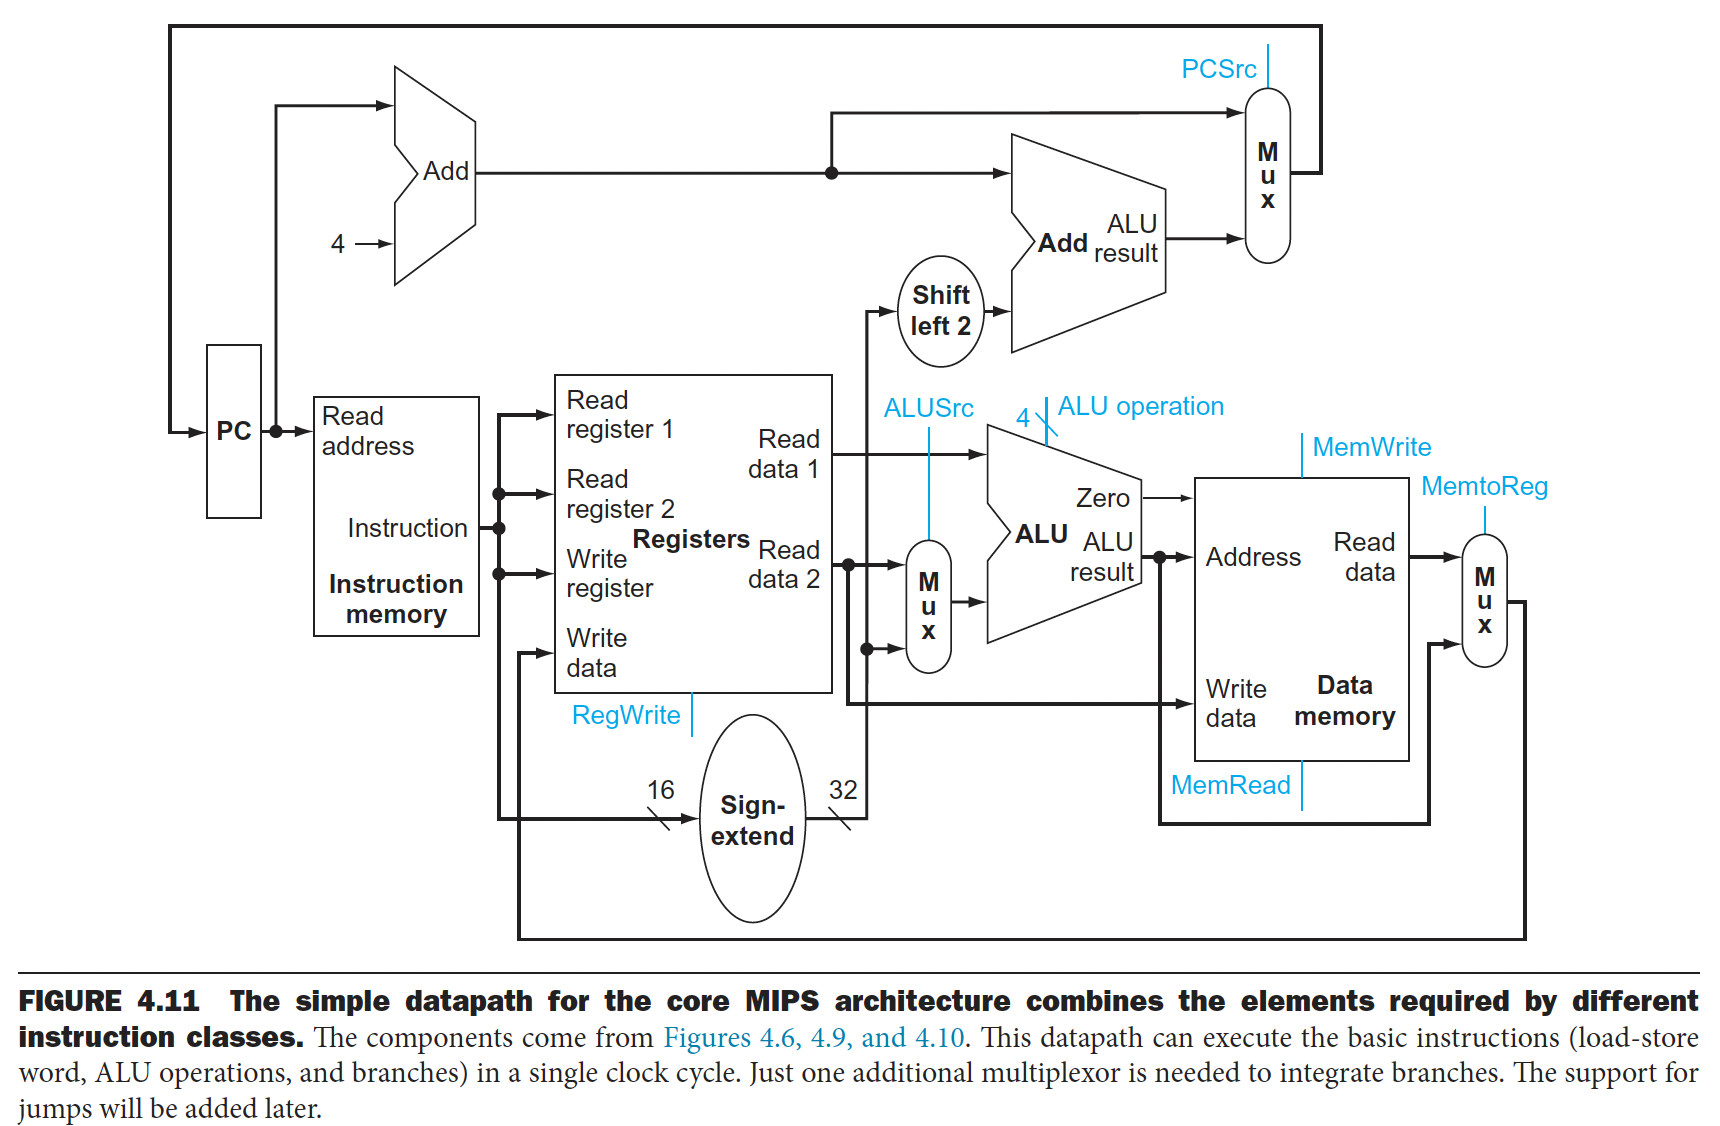 PCSrc
M
u
x
Add
4
Add
ALU
result
Shift
left 2
PC
Read
address
Instruction
Instruction
memory
Read
register 1
Read
register 2
Write
register
Write
data
Registers
Read
data 1
Read
data 2
RegWrite
16
Sign-
extend
32
ALUSrc
M
u
x
4
ALU operation
Zero
ALU
ALU
result
MemWrite
Address
Read
data
Write
data
Data
memory
MemRead
MemtoReg
M
u
x
FIGURE 4.11 The simple datapath for the core MIPS architecture combines the elements required by different
instruction classes. The components come from Figures 4.6, 4.9, and 4.10. This datapath can execute the basic instructions (load-store
word, ALU operations, and branches) in a single clock cycle. Just one additional multiplexor is needed to integrate branches. The support for
jumps will be added later.